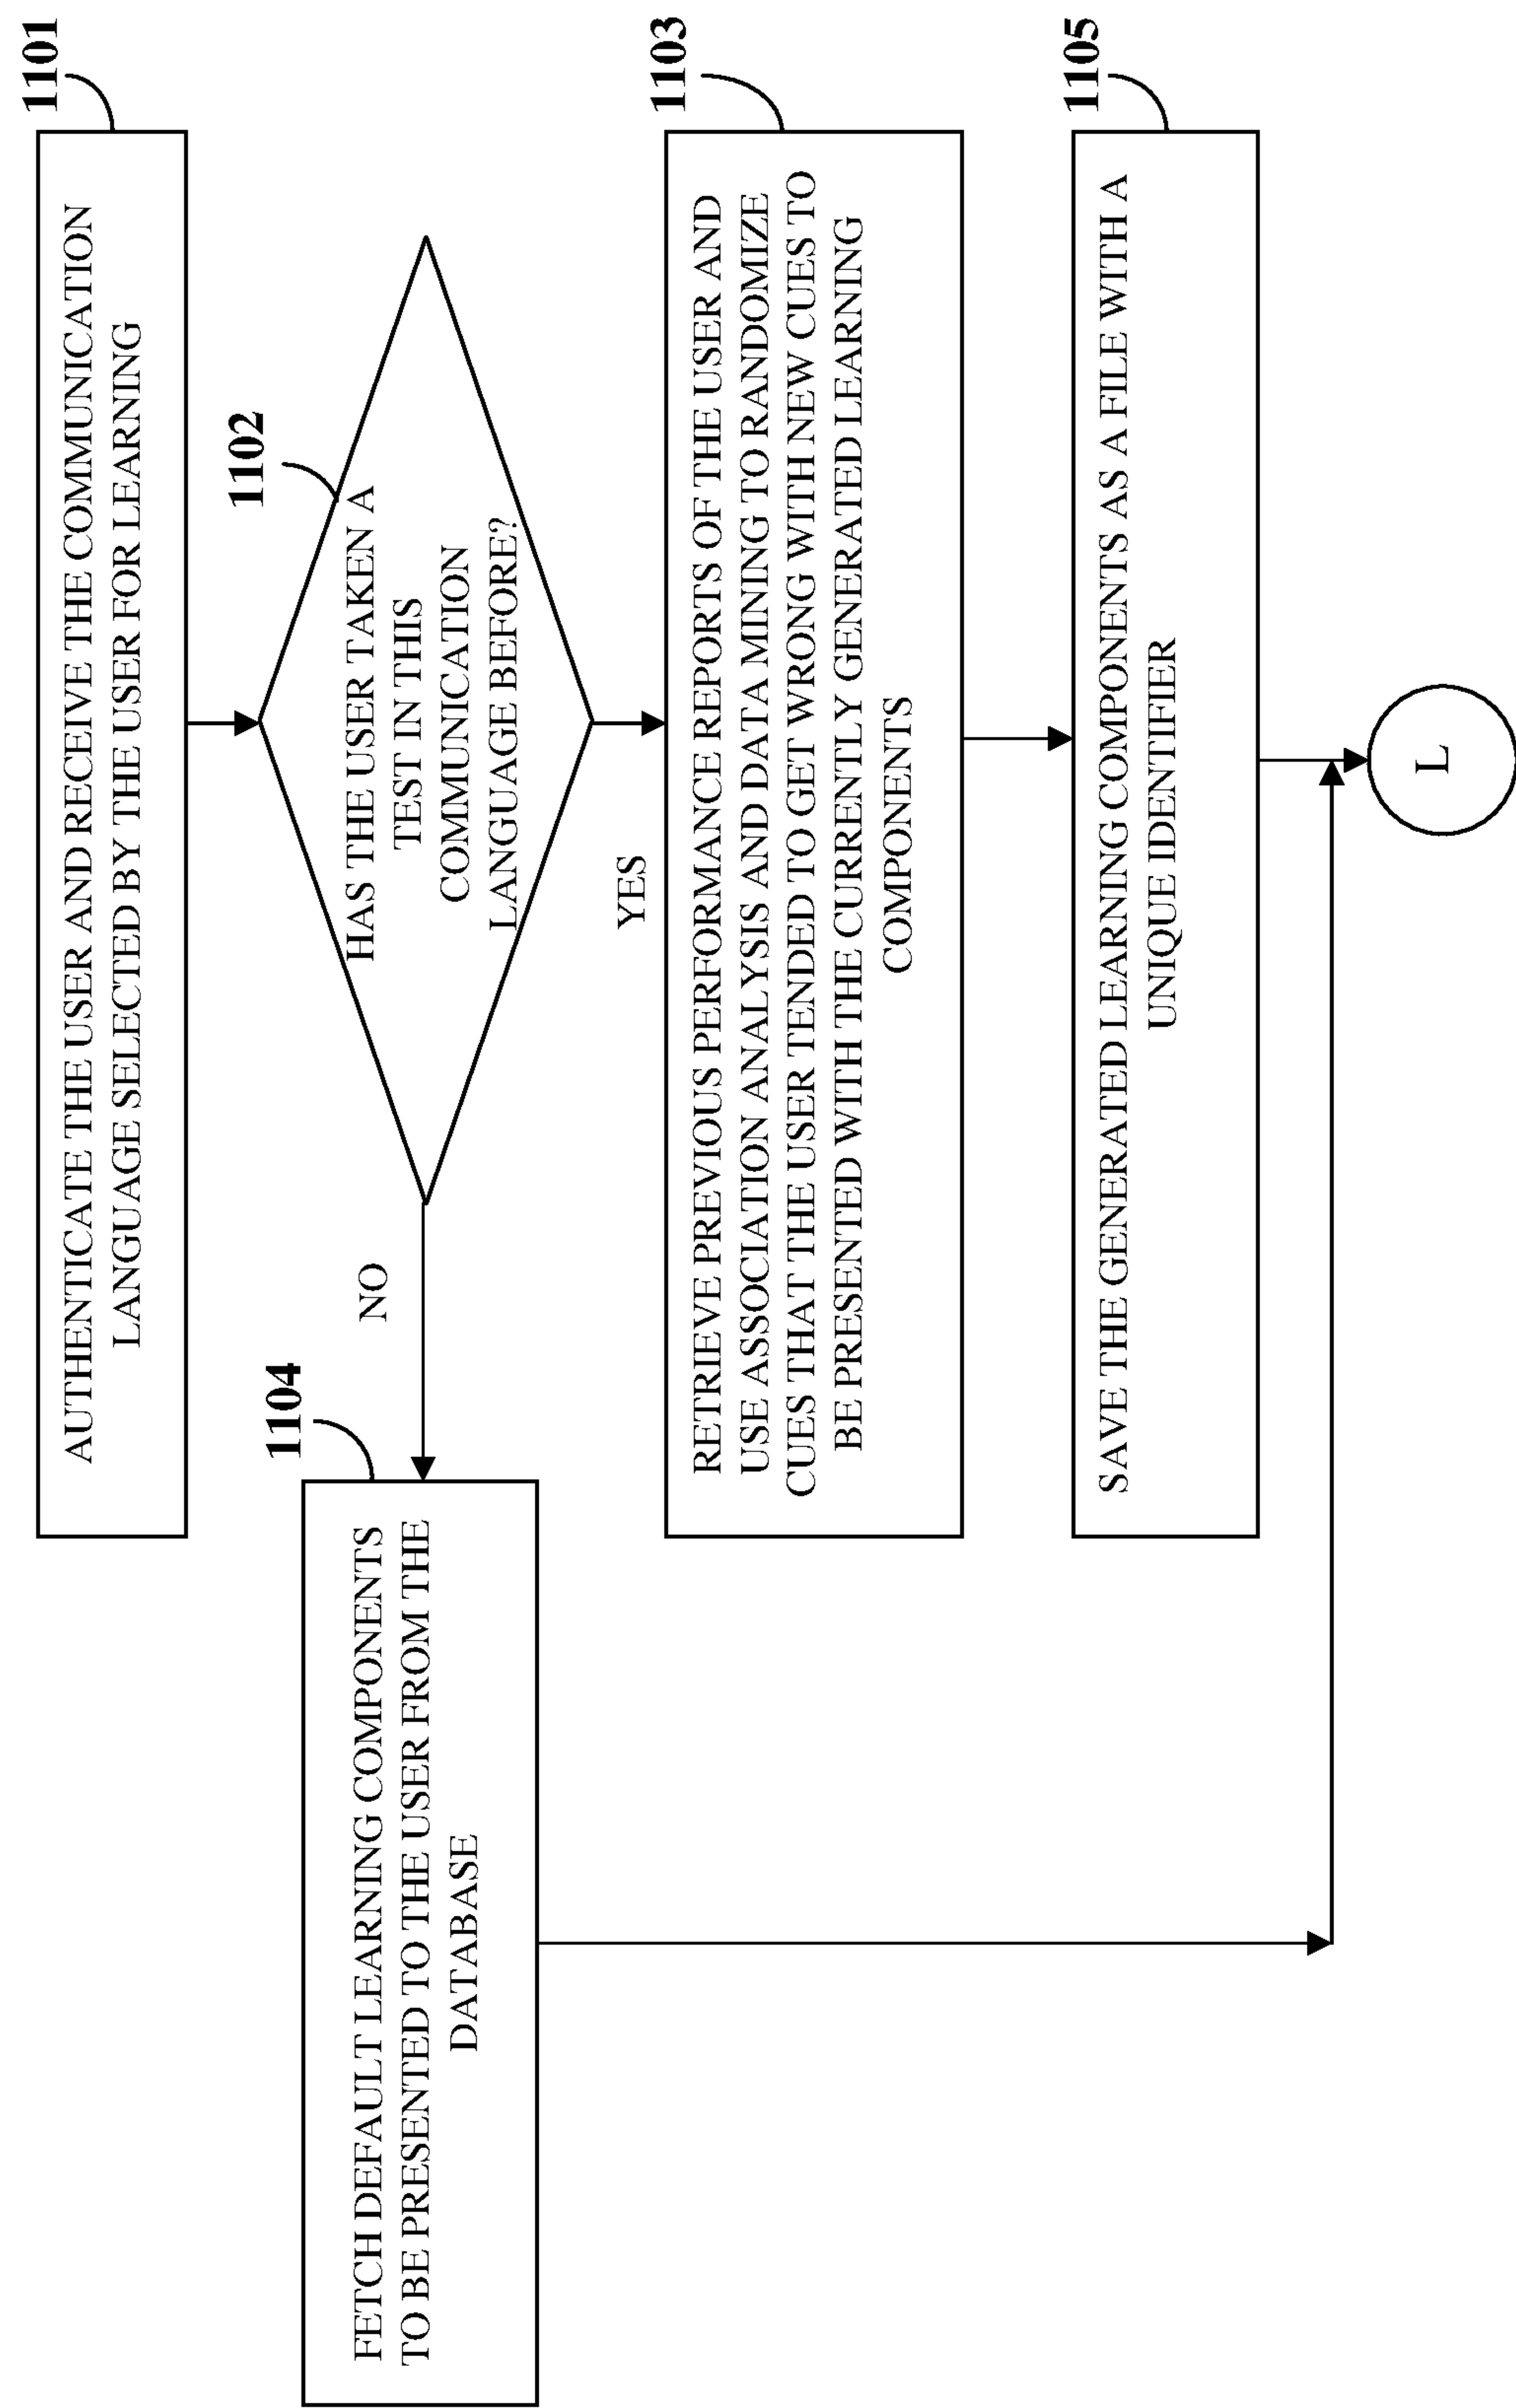 1101
AUTHENTICATE THE USER AND RECEIVE THE COMMUNICATION
LANGUAGE SELECTED BY THE USER FOR LEARNING
1102
HAS THE USER TAKEN A
TEST IN THIS
COMMUNICATION
LANGUAGE BEFORE?
NO
1104
FETCH DEFAULT LEARNING COMPONENTS
TO BE PRESENTED TO THE USER FROM THE
DATABASE
YES
1103
RETRIEVE PREVIOUS PERFORMANCE REPORTS OF THE USER AND
USE ASSOCIATION ANALYSIS AND DATA MINING TO RANDOMIZE
CUES THAT THE USER TENDED TO GET WRONG WITH NEW CUES TO
BE PRESENTED WITH THE CURRENTLY GENERATED LEARNING
COMPONENTS
1105
SAVE THE GENERATED LEARNING COMPONENTS AS A FILE WITH A
UNIQUE IDENTIFIER
L